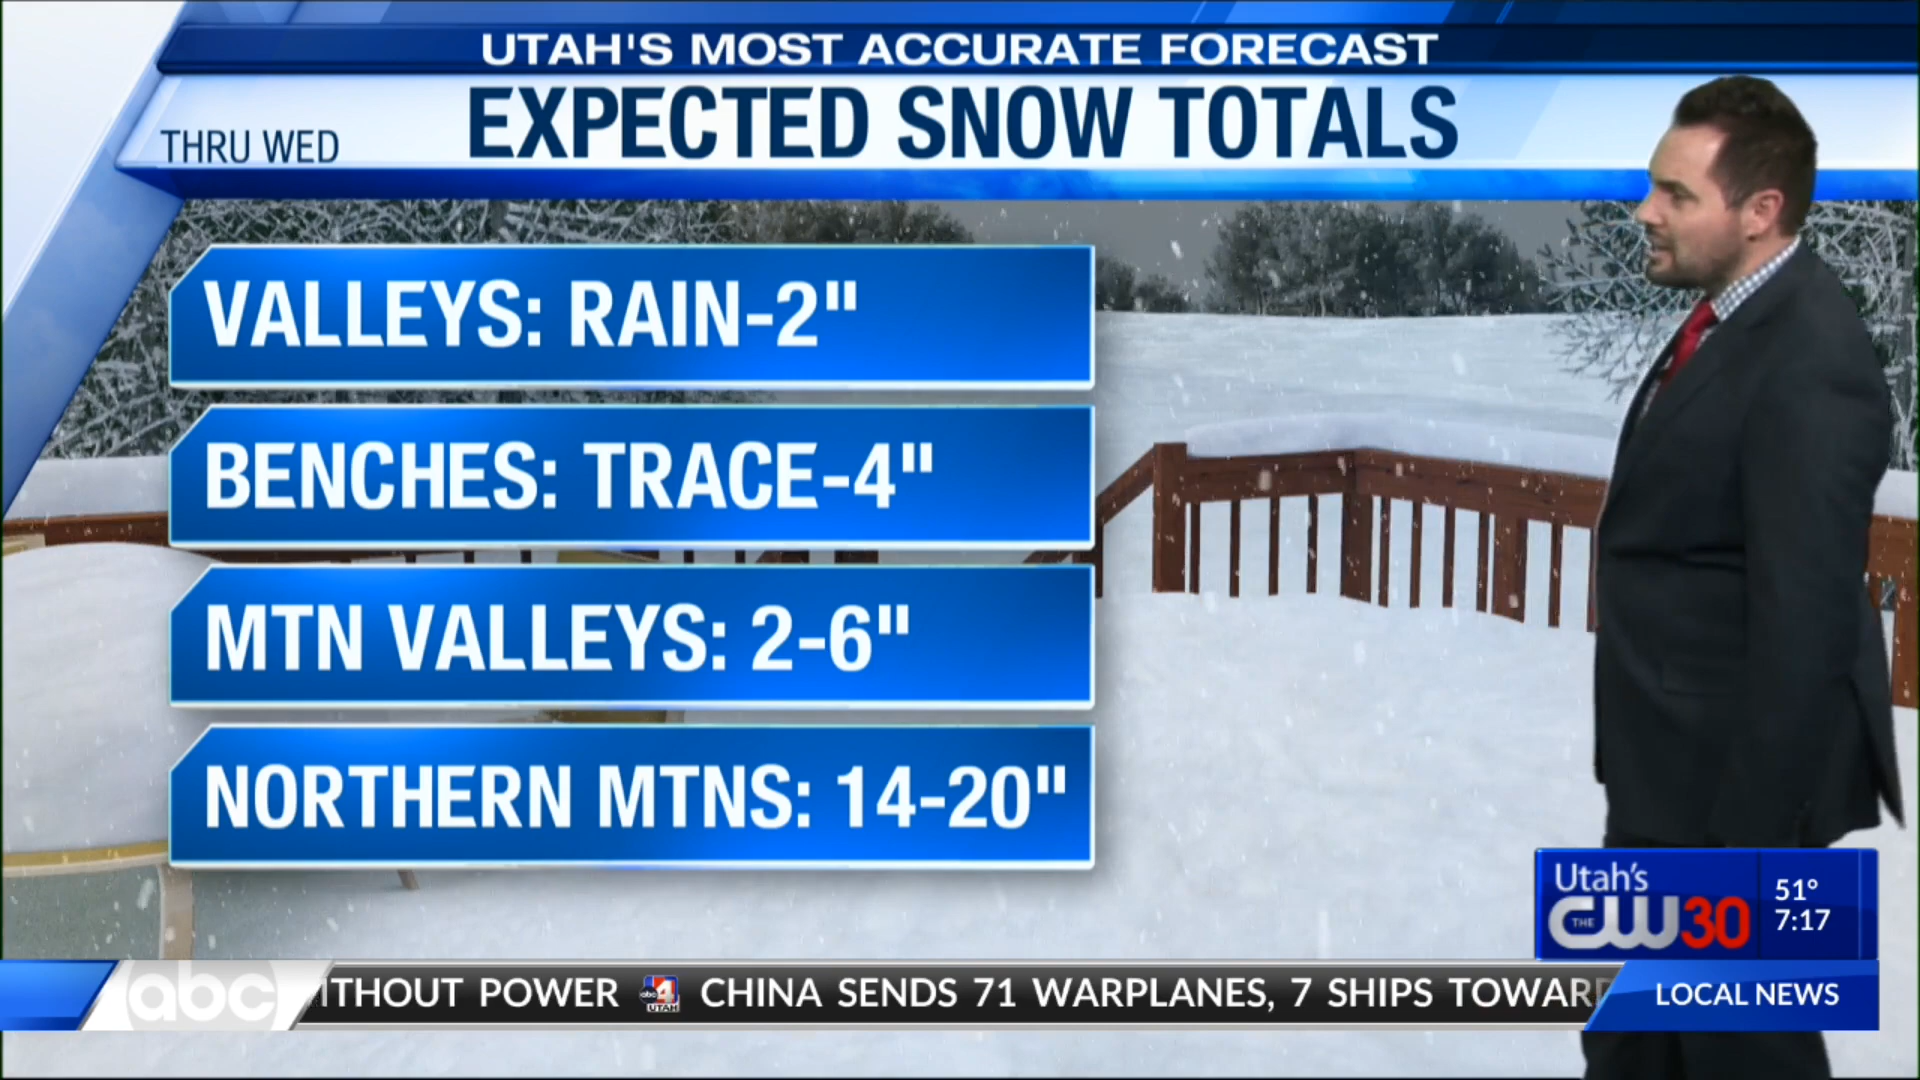 UTAH'S MOST ACCURATE FORECAST
THRU WED
EXPECTED SNOW TOTALS
VALLEYS: RAIN-2"
BENCHES: TRACE-4"
MTN VALLEYS: 2-6"
NORTHERN MTNS: 14-20"
Utah's
THE CW30
51°
7:17
abc
ITHOUT POWER abc 4 UTAH CHINA SENDS 71 WARPLANES, 7 SHIPS TOWARD
LOCAL NEWS